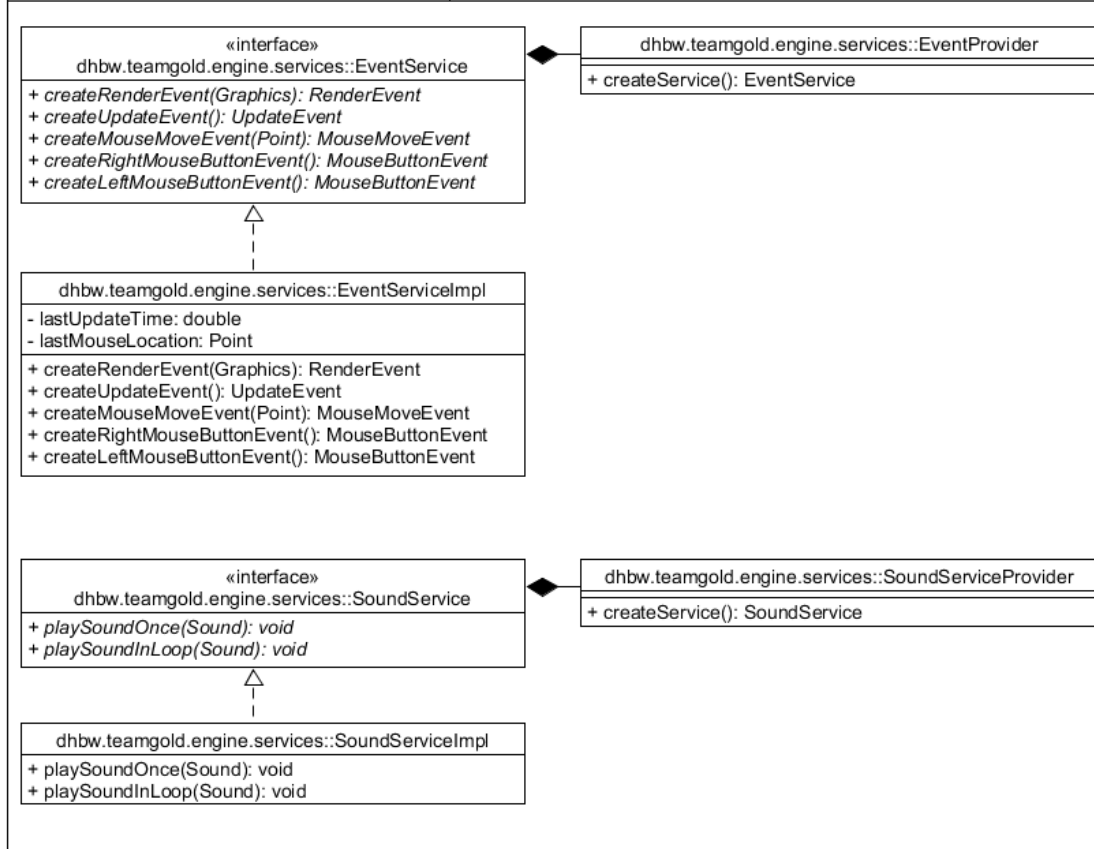 «interface»
dhbw.teamgold.engine.services::EventService
+ createRenderEvent(Graphics): RenderEvent
+ createUpdateEvent(): UpdateEvent
+ createMouseMoveEvent(Point): MouseMoveEvent
+ createRightMouseButtonEvent(): MouseButtonEvent
+ createLeftMouseButtonEvent(): MouseButtonEvent
dhbw.teamgold.engine.services::EventProvider
+ createService(): EventService
dhbw.teamgold.engine.services::EventServiceImpl
- lastUpdateTime: double
- lastMouseLocation: Point
+ createRenderEvent(Graphics): RenderEvent
+ createUpdateEvent(): UpdateEvent
+ createMouseMoveEvent(Point): MouseMoveEvent
+ createRightMouseButtonEvent(): MouseButtonEvent
+ createLeftMouseButtonEvent(): MouseButtonEvent
«interface»
dhbw.teamgold.engine.services::SoundService
+ playSoundOnce(Sound): void
+ playSoundInLoop(Sound): void
dhbw.teamgold.engine.services::SoundServiceProvider
+ createService(): SoundService
dhbw.teamgold.engine.services::SoundServiceImpl
+ playSoundOnce(Sound): void
+ playSoundInLoop(Sound): void